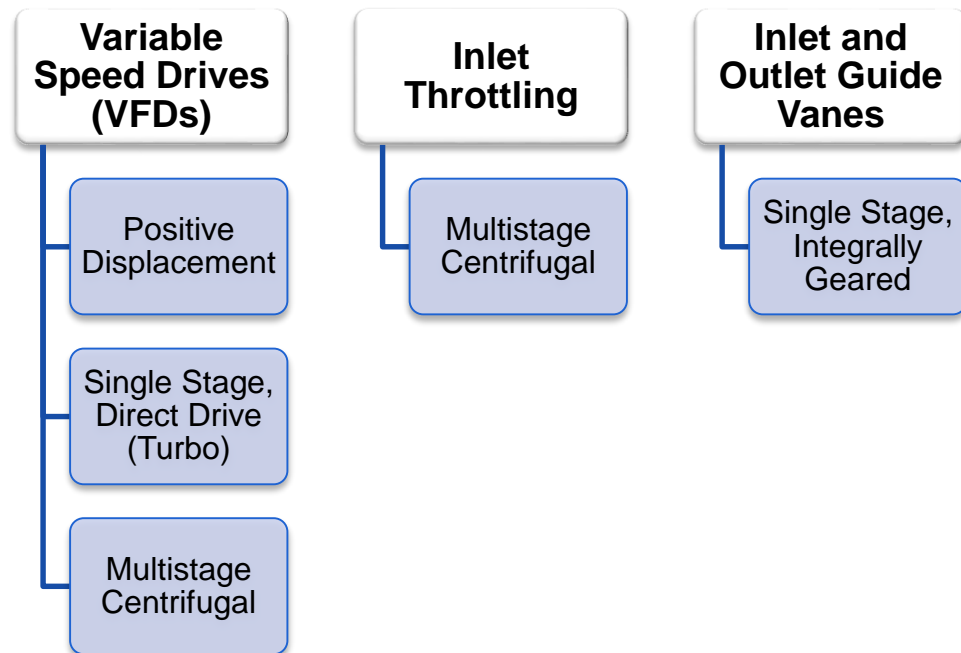 Variable
Speed Drives
(VFDs)
Positive
Displacement
Single Stage,
Direct Drive
(Turbo)
Multistage
Centrifugal
Inlet
Throttling
Multistage
Centrifugal
Inlet and
Outlet Guide
Vanes
Single Stage,
Integrally
Geared